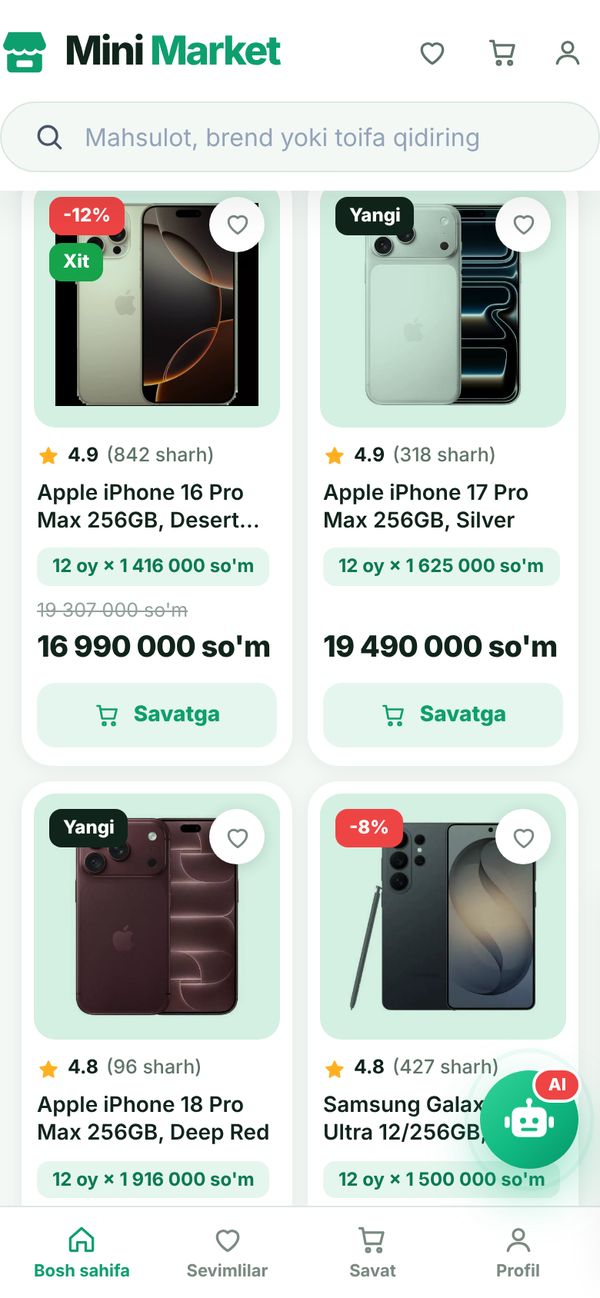 Mini Market
Mahsulot, brend yoki toifa qidiring
-12%
Xit
4.9 (842 sharh)
Apple iPhone 16 Pro
Max 256GB, Desert...
12 oy × 1 416 000 so'm
19 307 000 so'm
16 990 000 so'm
Savatga
Yangi
4.9 (318 sharh)
Apple iPhone 17 Pro
Max 256GB, Silver
12 oy × 1 625 000 so'm
19 490 000 so'm
Savatga
Yangi
4.8 (96 sharh)
Apple iPhone 18 Pro
Max 256GB, Deep Red
12 oy × 1 916 000 so'm
-8%
4.8 (427 sharh)
Samsung
Ultra 12/256GB,
12 oy × 1 500 000 so'm
AI
Bosh sahifa
Sevimlilar
Savat
Profil